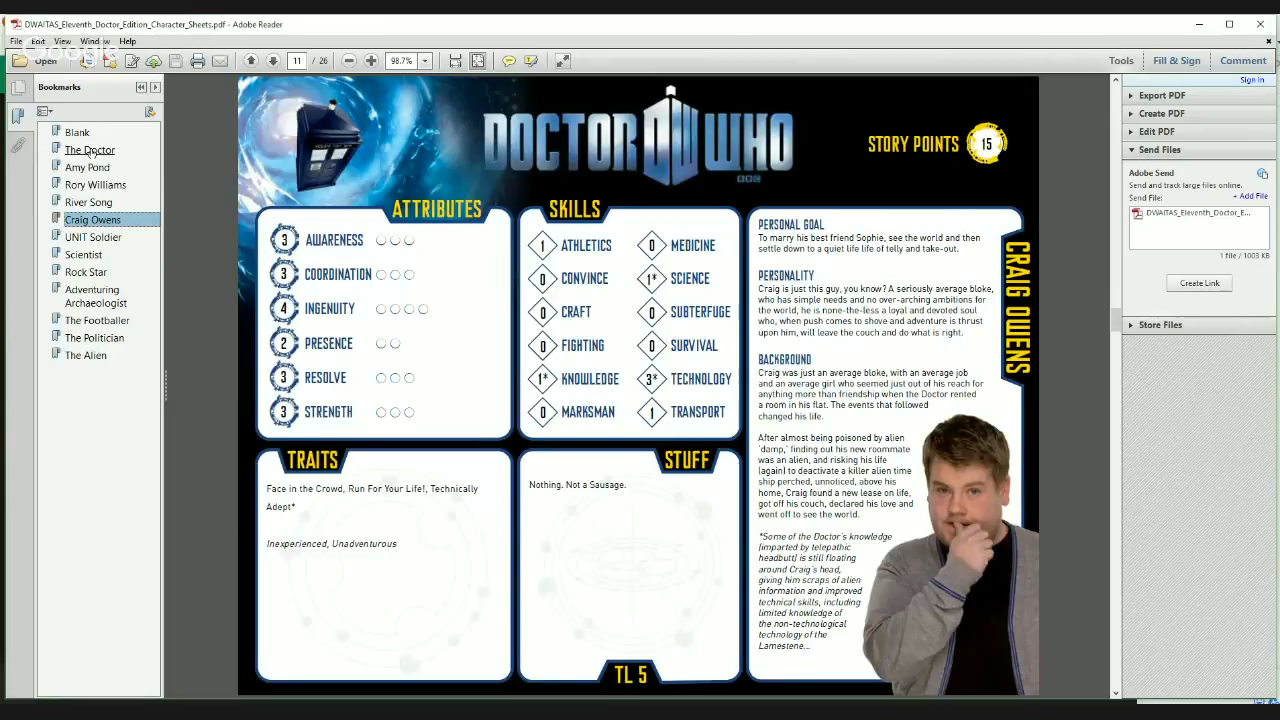 DWAITAS_Eleventh_Doctor_Edition_Character_Sheets.pdf - Adobe Reader
File Edit View Window Help
Google
Open
11 / 26
98.7%
Tools
Fill & Sign
Comment
Bookmarks
Blank
The Doctor
Amy Pond
Rory Williams
River Song
Craig Owens
UNIT Soldier
Scientist
Rock Star
Adventuring
Archaeologist
The Footballer
The Politician
The Alien
DOCTOR DW WHO
BBC
STORY POINTS 15
ATTRIBUTES
3 AWARENESS
3 COORDINATION
4 INGENUITY
2 PRESENCE
3 RESOLVE
3 STRENGTH
SKILLS
1 ATHLETICS
0 CONVINCE
0 CRAFT
0 FIGHTING
1* KNOWLEDGE
0 MARKSMAN
0 MEDICINE
1* SCIENCE
0 SUBTERFUGE
0 SURVIVAL
3* TECHNOLOGY
1 TRANSPORT
TRAITS
Face in the Crowd, Run For Your Life!, Technically
Adept*
Inexperienced, Unadventurous
STUFF
Nothing. Not a Sausage.
TL 5
PERSONAL GOAL
To marry his best friend Sophie, see the world and then
settle down to a quiet life life of telly and take-out.
PERSONALITY
Craig is just this guy, you know? A seriously average bloke,
who has simple needs and no over-arching ambitions for
the world, he is none-the-less a loyal and devoted soul
who, when push comes to shove and adventure is thrust
upon him, will leave the couch and do what is right.
BACKGROUND
Craig was just an average bloke, with an average job
and an average girl who seemed just out of his reach for
anything more than friendship when the Doctor rented
a room in his flat. The events that followed
changed his life.
After almost being poisoned by alien
'damp,' finding out his new roommate
was an alien, and risking his life
(again) to deactivate a killer alien time
ship perched, unnoticed, above his
home, Craig found a new lease on life,
got off his couch, declared his love and
went off to see the world.
*Some of the Doctor's knowledge
(imparted by telepathic
headbutt) is still floating
around Craig's head,
giving him scraps of alien
information and improved
technical skills, including
limited knowledge of
the non-technological
technology of the
Lamestene...
CRAIG OWENS
Sign In
Export PDF
Create PDF
Edit PDF
Send Files
Adobe Send
Send and track large files online.
Send File:
+ Add File
DWAITAS_Eleventh_Doctor_E...
1 file / 1003 KB
Create Link
Store Files